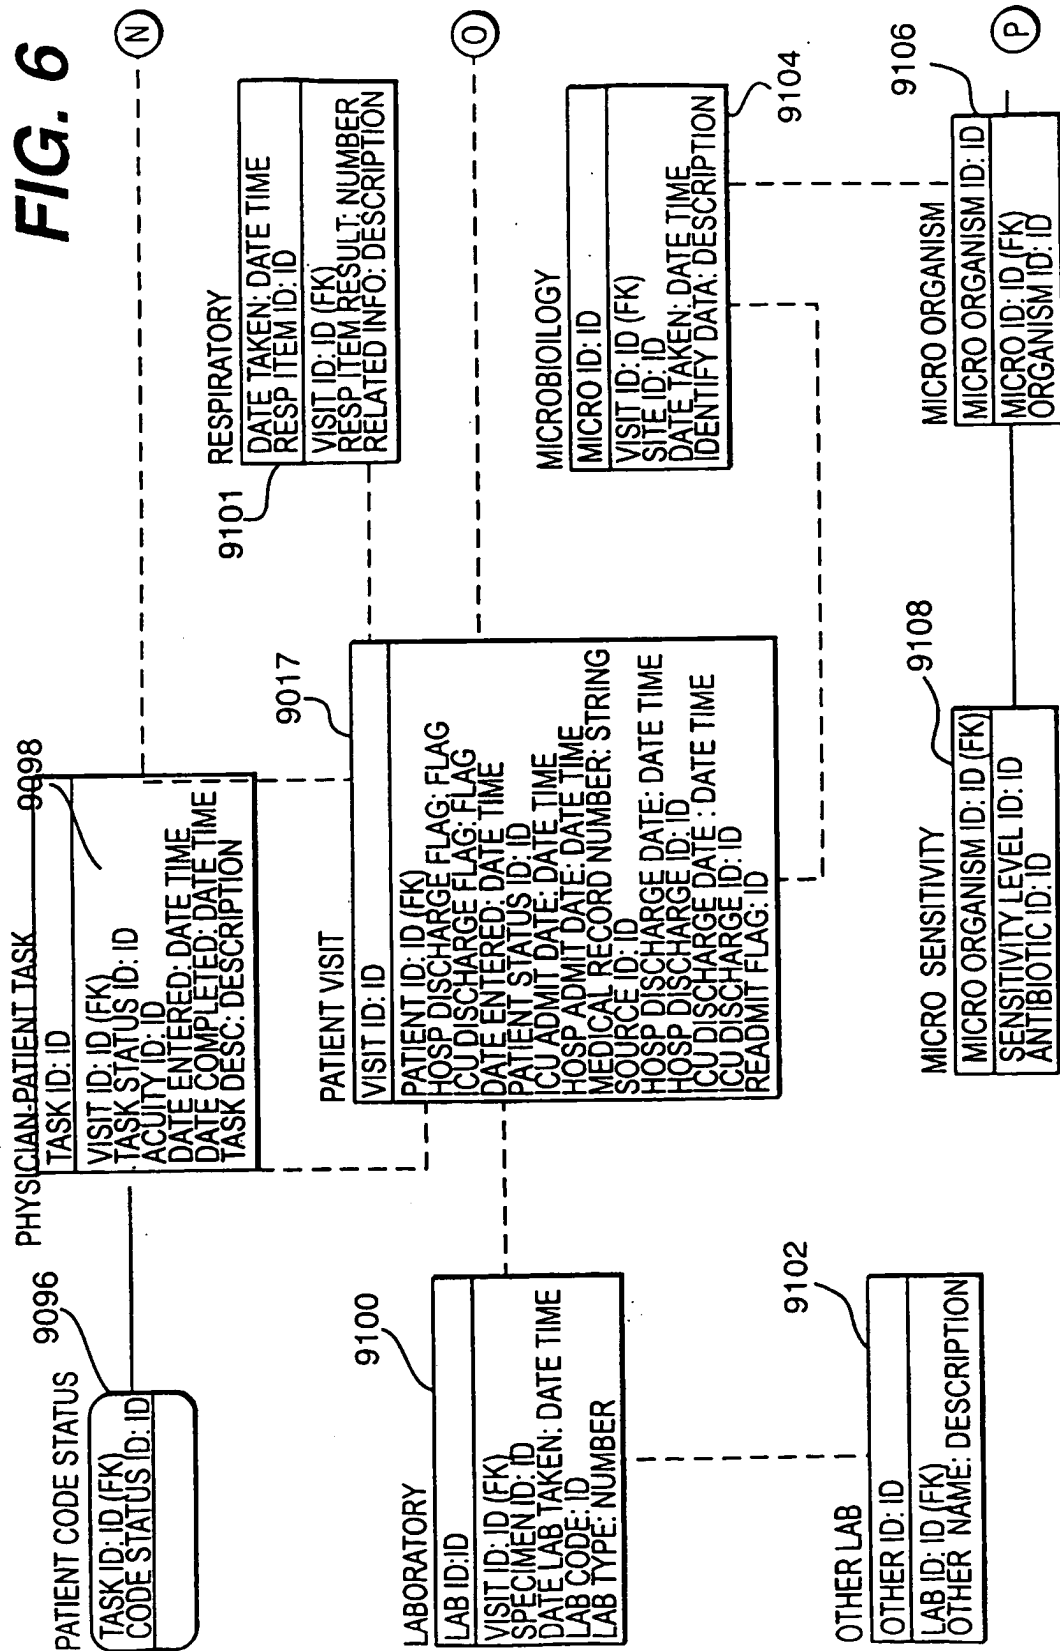 FIG. 6
PATIENT CODE STATUS
9096
TASK ID: ID (FK)
CODE STATUS ID: ID
PHYSICIAN-PATIENT TASK
9098
TASK ID: ID
VISIT ID: ID (FK)
TASK STATUS ID: ID
ACUITY ID: ID
DATE ENTERED: DATE TIME
DATE COMPLETED: DATE TIME
TASK DESC: DESCRIPTION
N
RESPIRATORY
9101
DATE TAKEN: DATE TIME
RESP ITEM ID: ID
VISIT ID: ID (FK)
RESP ITEM RESULT: NUMBER
RELATED INFO: DESCRIPTION
PATIENT VISIT
9017
VISIT ID: ID
PATIENT ID: ID (FK)
HOSP DISCHARGE FLAG: FLAG
ICU DISCHARGE FLAG: FLAG
DATE ENTERED: DATE TIME
PATIENT STATUS ID: ID
ICU ADMIT DATE: DATE TIME
HOSP ADMIT DATE: DATE TIME
MEDICAL RECORD NUMBER: STRING
SOURCE ID: ID
HOSP DISCHARGE DATE: DATE TIME
HOSP DISCHARGE ID: ID
ICU DISCHARGE DATE : DATE TIME
ICU DISCHARGE ID: ID
READMIT FLAG: ID
O
LABORATORY
9100
LAB ID:ID
VISIT ID: ID (FK)
SPECIMEN ID: ID
DATE LAB TAKEN: DATE TIME
LAB CODE: ID
LAB TYPE: NUMBER
MICROBIOILOGY
9104
MICRO ID: ID
VISIT ID: ID (FK)
SITE ID: ID
DATE TAKEN: DATE TIME
IDENTIFY DATA: DESCRIPTION
OTHER LAB
9102
OTHER ID: ID
LAB ID: ID (FK)
OTHER NAME: DESCRIPTION
MICRO SENSITIVITY
9108
MICRO ORGANISM ID: ID (FK)
SENSITIVITY LEVEL ID: ID
ANTIBIOTIC ID: ID
MICRO ORGANISM
9106
MICRO ORGANISM ID: ID
MICRO ID: ID (FK)
ORGANISM ID: ID
P